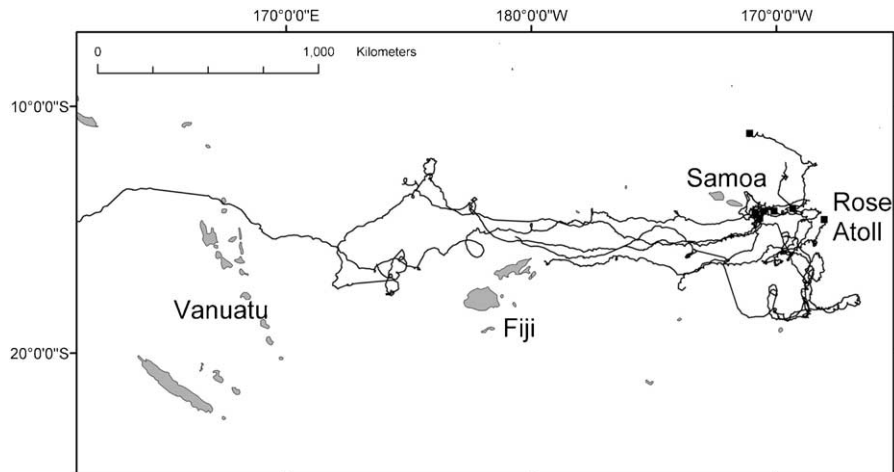 170°0'0"E
180°0'0"
170°0'0"W
0
1,000
Kilometers
10°0'0"S
20°0'0"S
Samoa
Rose
Atoll
Vanuatu
Fiji